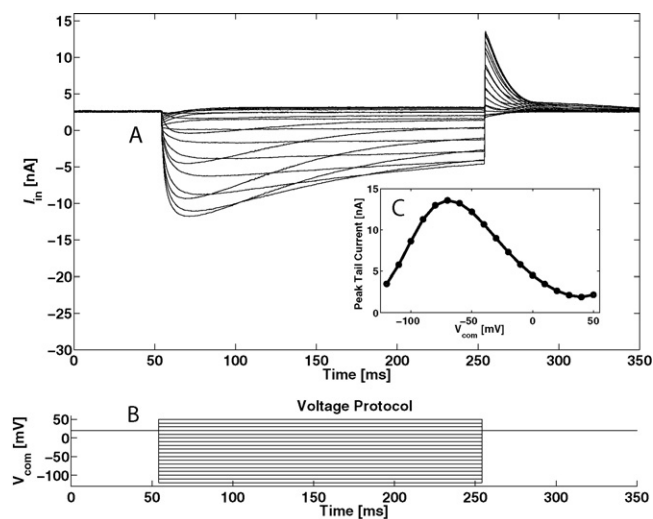 15
10
5
0
−5
−10
−15
−20
−25
−30
I_in [nA]
A
0 50 100 150 200 250 300 350
Time [ms]
C
15
10
5
0
Peak Tail Current [nA]
−100 −50 0 50
V_com [mV]
B
Voltage Protocol
50
0
−50
−100
V_com [mV]
0 50 100 150 200 250 300 350
Time [ms]